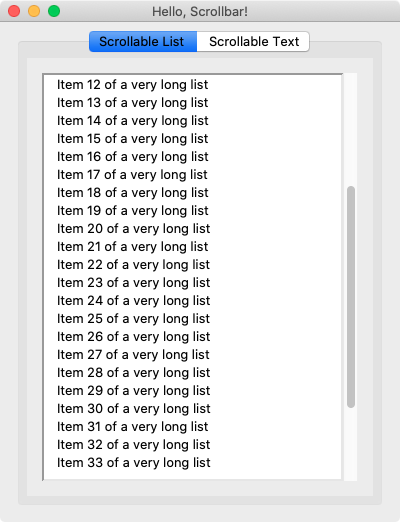 Hello, Scrollbar!
Scrollable List Scrollable Text
Item 12 of a very long list
Item 13 of a very long list
Item 14 of a very long list
Item 15 of a very long list
Item 16 of a very long list
Item 17 of a very long list
Item 18 of a very long list
Item 19 of a very long list
Item 20 of a very long list
Item 21 of a very long list
Item 22 of a very long list
Item 23 of a very long list
Item 24 of a very long list
Item 25 of a very long list
Item 26 of a very long list
Item 27 of a very long list
Item 28 of a very long list
Item 29 of a very long list
Item 30 of a very long list
Item 31 of a very long list
Item 32 of a very long list
Item 33 of a very long list